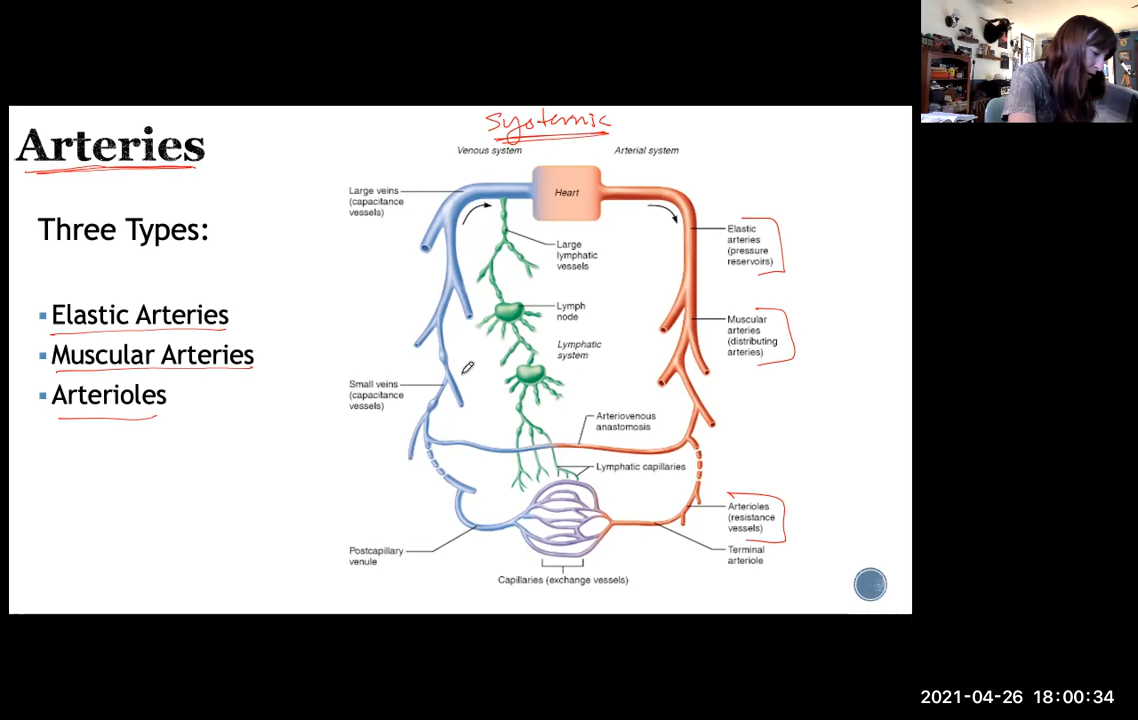 Arteries
Three Types:
Elastic Arteries
Muscular Arteries
Arterioles
Systemic
Venous system
Arterial system
Heart
Large veins
(capacitance
vessels)
Elastic
arteries
(pressure
reservoirs)
Large
lymphatic
vessels
Lymph
node
Lymphatic
system
Muscular
arteries
(distributing
arteries)
Small veins
(capacitance
vessels)
Arteriovenous
anastomosis
Lymphatic capillaries
Arterioles
(resistance
vessels)
Postcapillary
venule
Terminal
arteriole
Capillaries (exchange vessels)
2021-04-26 18:00:34